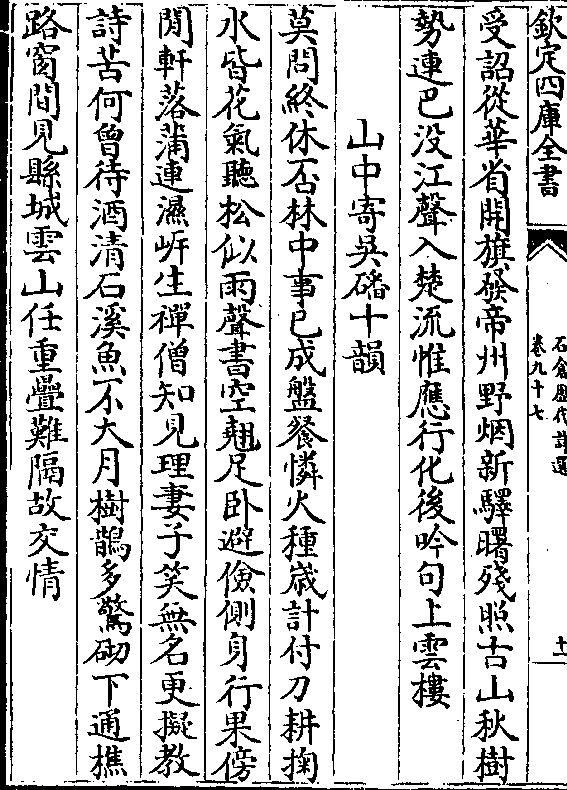 欽定四庫全書
石倉歷代詩選
卷九十七
十一
受詔從華省開旗發帝州野烟新驛曙殘照古山秋樹
勢連巴没江聲入楚流惟應行化後吟句上雲樓
山中寄吳磻十韻
莫問終休否林中事已成盤餐憐火種歲計付刀耕掬
水皆花氣聽松似雨聲書空翹足卧避儉側身行果傍
閒軒落蒲連濕岍生禪僧知見理妻子笑無名更擬教
詩苦何曾待酒清石溪魚不大月樹鵲多驚砌下通樵
路窗間見縣城雲山任重疊難隔故交情